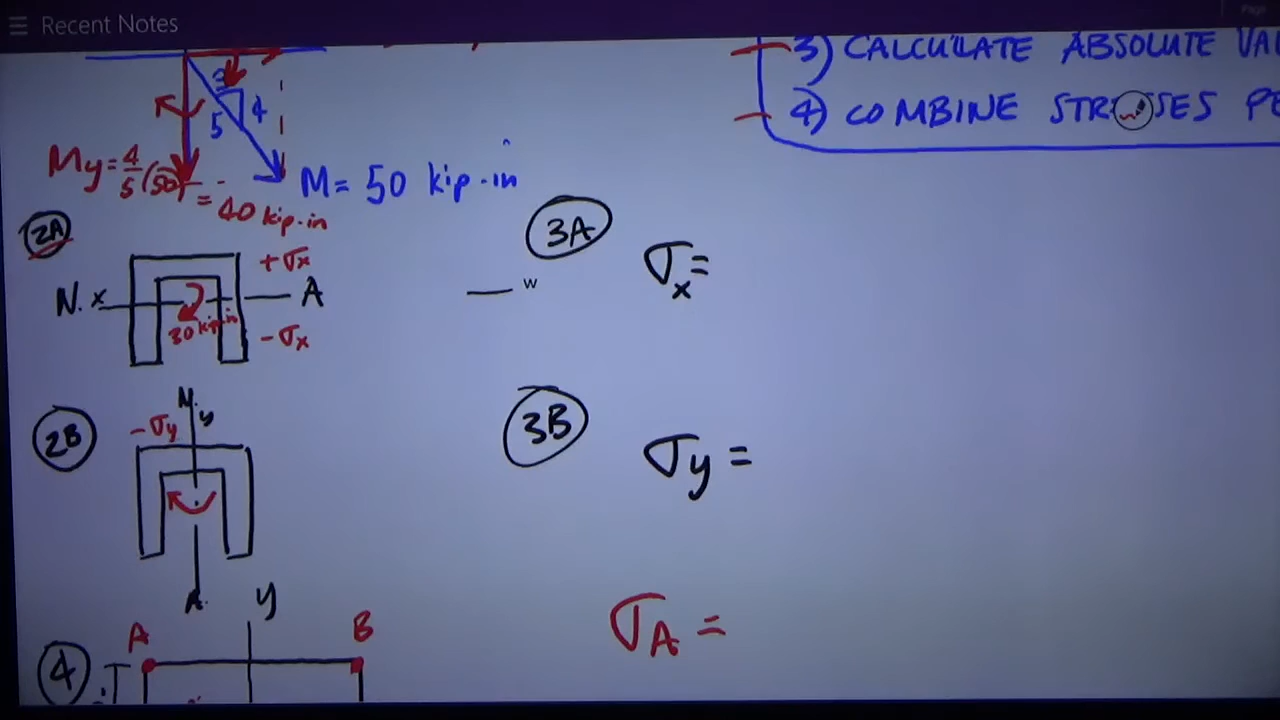 Recent Notes
Page
3) CALCULATE ABSOLUTE VA
4) COMBINE STRESSES PE
3
5
4
My = 4/5 (50)
= 40 kip·in
M = 50 kip·in
2A
+σx
N. x A
30 kip·in
-σx
3A
σx =
w
2B
N.
y
-σy
A.
3B
σy =
4
A
y
B
σA =